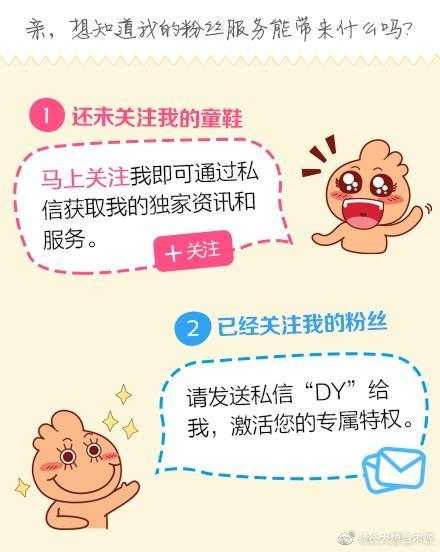 亲，想知道我的粉丝服务能带来什么吗?
1 还未关注我的童鞋
马上关注我即可通过私
信获取我的独家资讯和
服务。
+关注
2 已经关注我的粉丝
请发送私信“DY”给
我，激活您的专属特权。